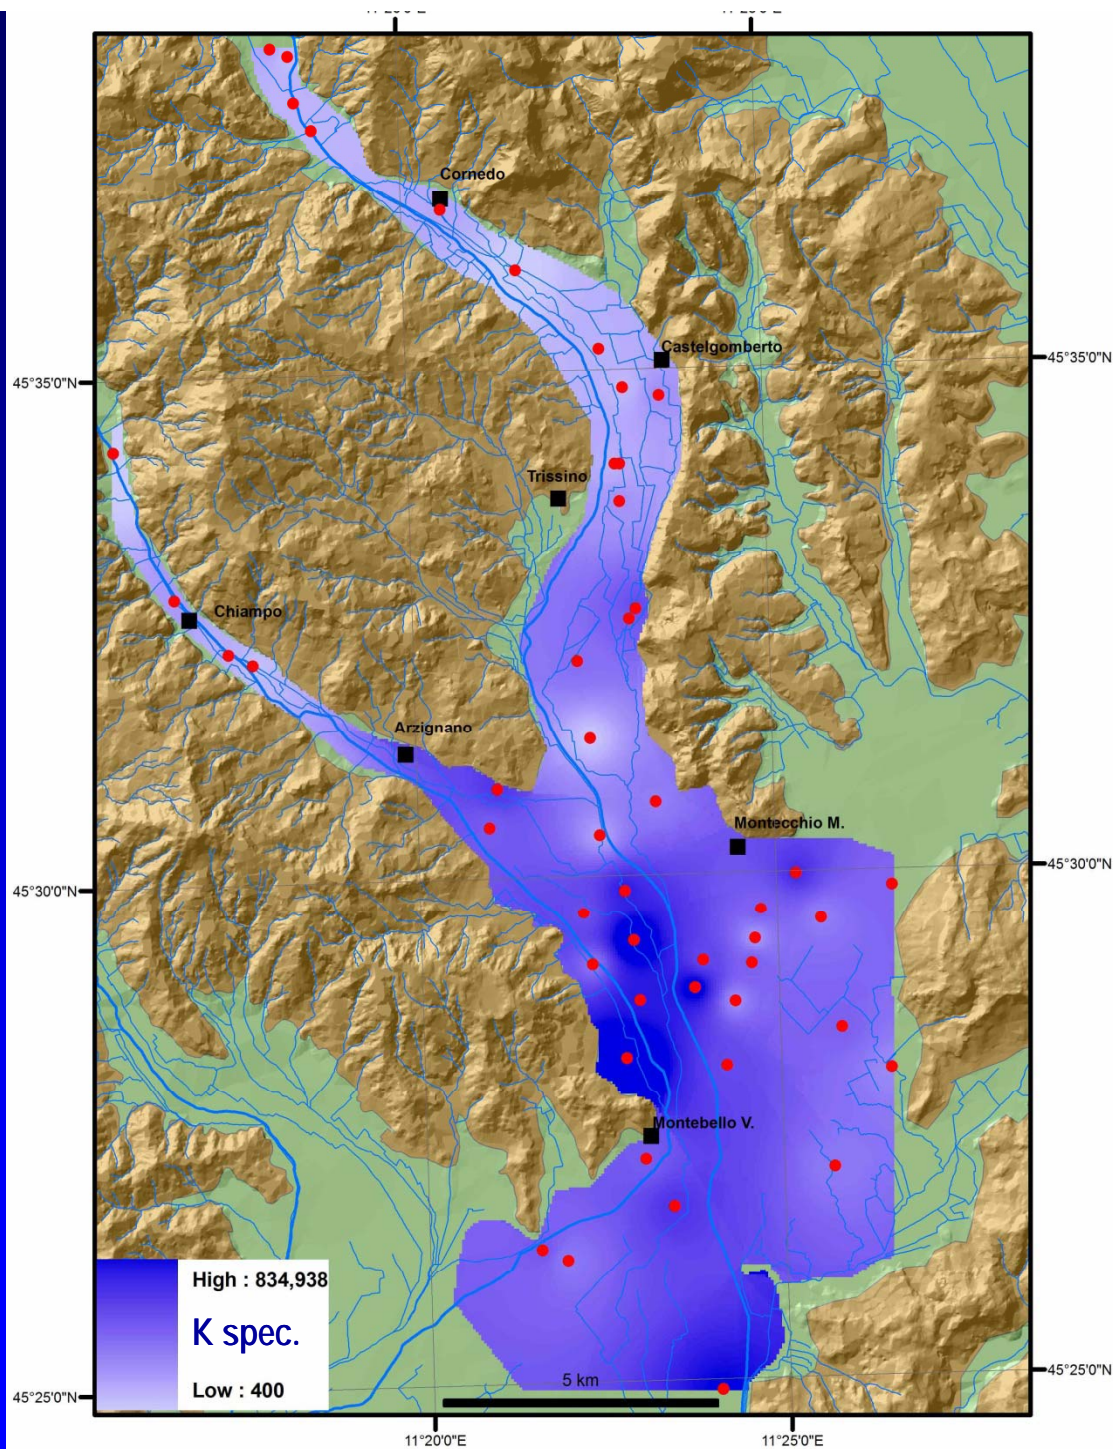 Cornedo
Castelgomberto
45°35'0"N
45°35'0"N
Trissino
Chiampo
Arzignano
Montecchio M.
45°30'0"N
45°30'0"N
Montebello V.
High : 834,938
K spec.
Low : 400
5 km
45°25'0"N
45°25'0"N
11°20'0"E
11°25'0"E